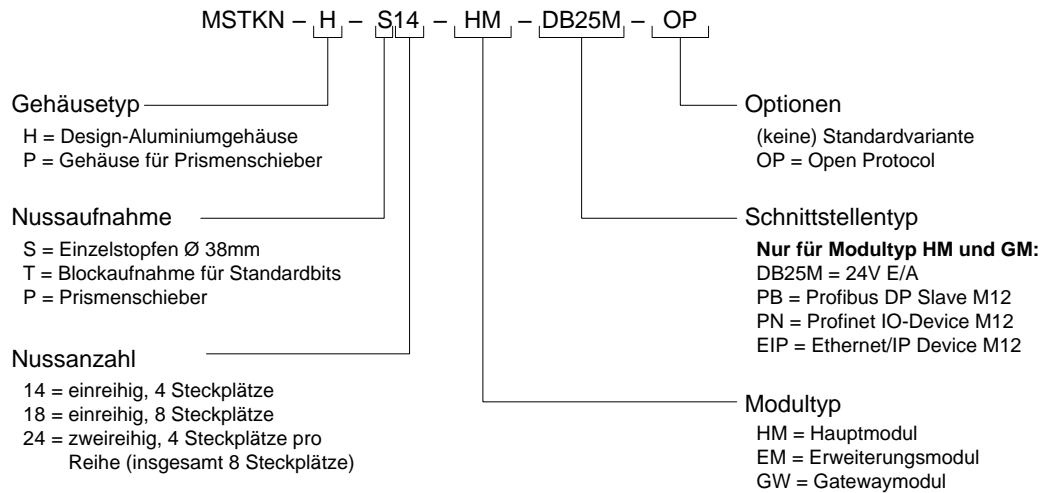 MSTKN – H – S14 – HM – DB25M – OP
Gehäusetyp
H = Design-Aluminiumgehäuse
P = Gehäuse für Prismenschieber
Nussaufnahme
S = Einzelstopfen Ø 38mm
T = Blockaufnahme für Standardbits
P = Prismenschieber
Nussanzahl
14 = einreihig, 4 Steckplätze
18 = einreihig, 8 Steckplätze
24 = zweireihig, 4 Steckplätze pro
Reihe (insgesamt 8 Steckplätze)
Optionen
(keine) Standardvariante
OP = Open Protocol
Schnittstellentyp
Nur für Modultyp HM und GM:
DB25M = 24V E/A
PB = Profibus DP Slave M12
PN = Profinet IO-Device M12
EIP = Ethernet/IP Device M12
Modultyp
HM = Hauptmodul
EM = Erweiterungsmodul
GW = Gatewaymodul